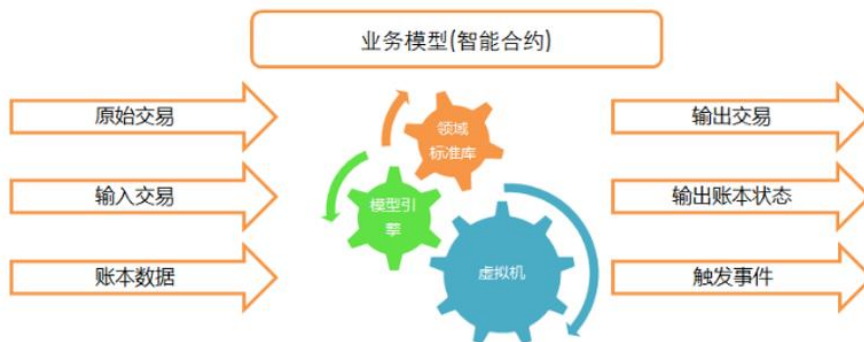 业务模型(智能合约)
原始交易
输入交易
账本数据
领域
标准库
模型引
擎
虚拟机
输出交易
输出账本状态
触发事件